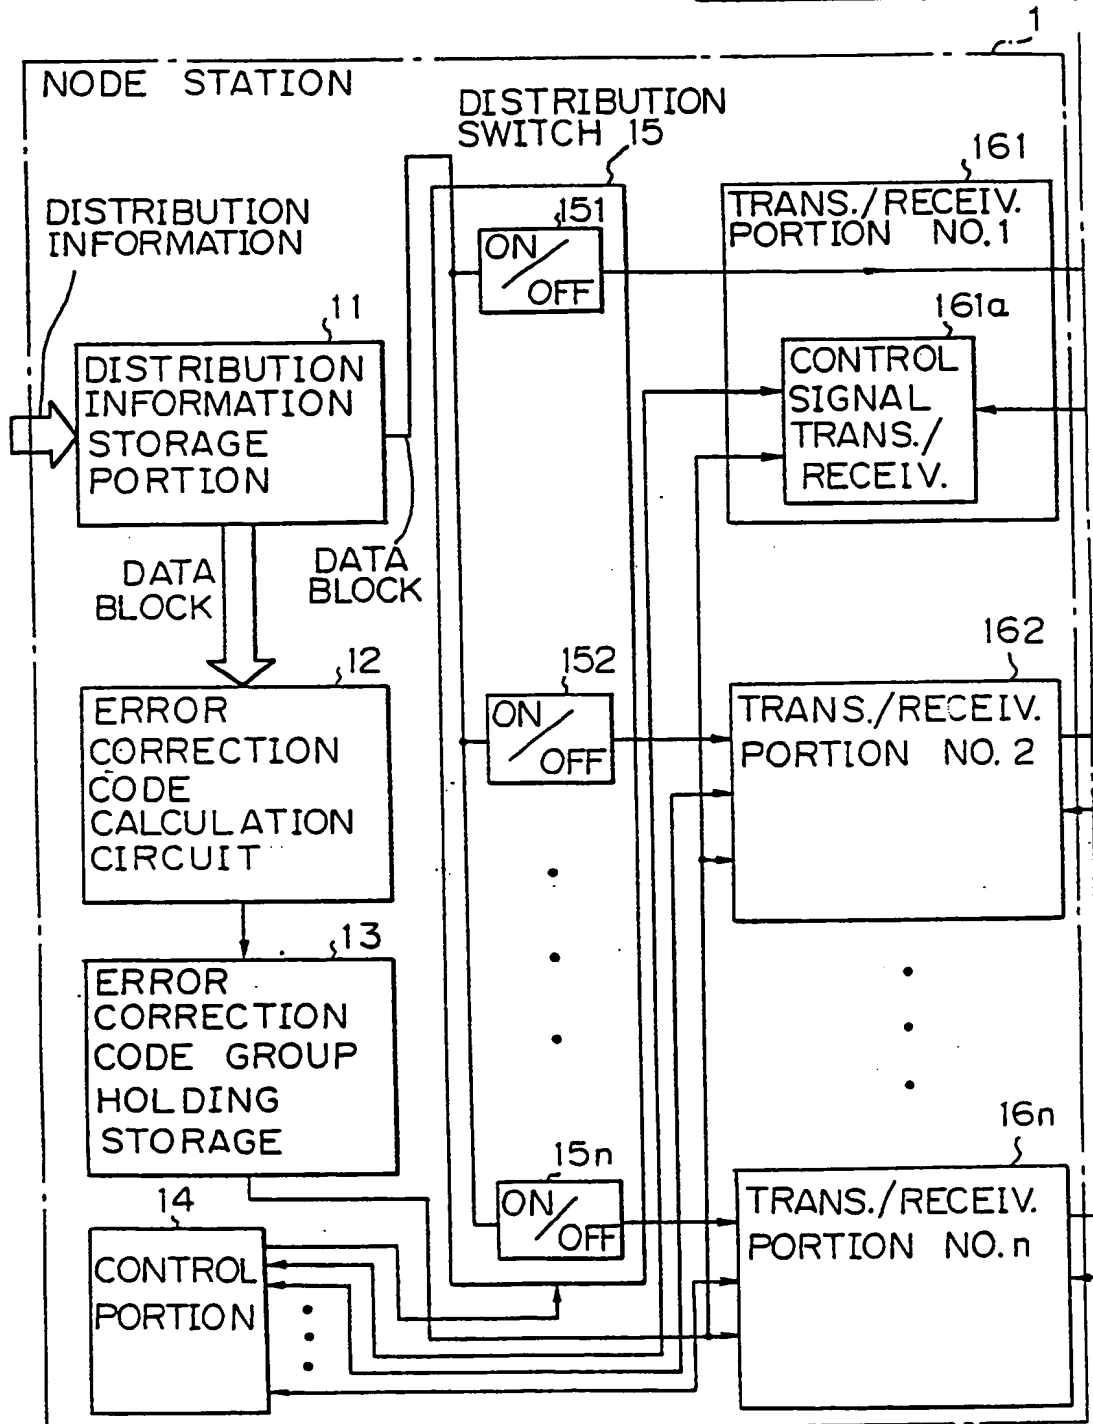 1
NODE STATION
DISTRIBUTION
SWITCH 15
DISTRIBUTION
INFORMATION
151
ON/OFF
161
TRANS./RECEIV.
PORTION NO.1
161a
CONTROL
SIGNAL
TRANS./
RECEIV.
11
DISTRIBUTION
INFORMATION
STORAGE
PORTION
DATA
BLOCK
DATA
BLOCK
12
ERROR
CORRECTION
CODE
CALCULATION
CIRCUIT
152
ON/OFF
162
TRANS./RECEIV.
PORTION NO.2
13
ERROR
CORRECTION
CODE GROUP
HOLDING
STORAGE
15n
ON/OFF
16n
TRANS./RECEIV.
PORTION NO.n
14
CONTROL
PORTION